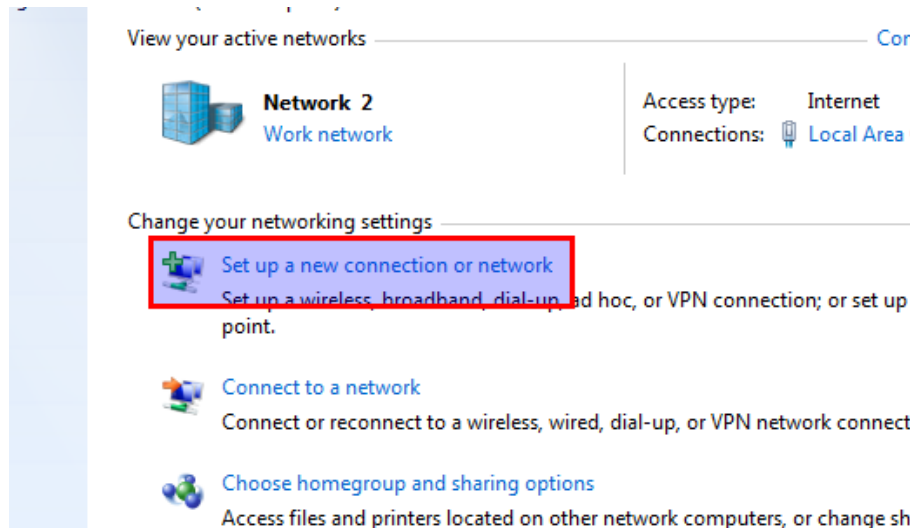 View your active networks
Network 2
Work network
Access type: Internet
Connections: Local Area
Change your networking settings
Set up a new connection or network
Set up a wireless, broadband, dial-up, ad hoc, or VPN connection; or set up
point.
Connect to a network
Connect or reconnect to a wireless, wired, dial-up, or VPN network connect
Choose homegroup and sharing options
Access files and printers located on other network computers, or change sh